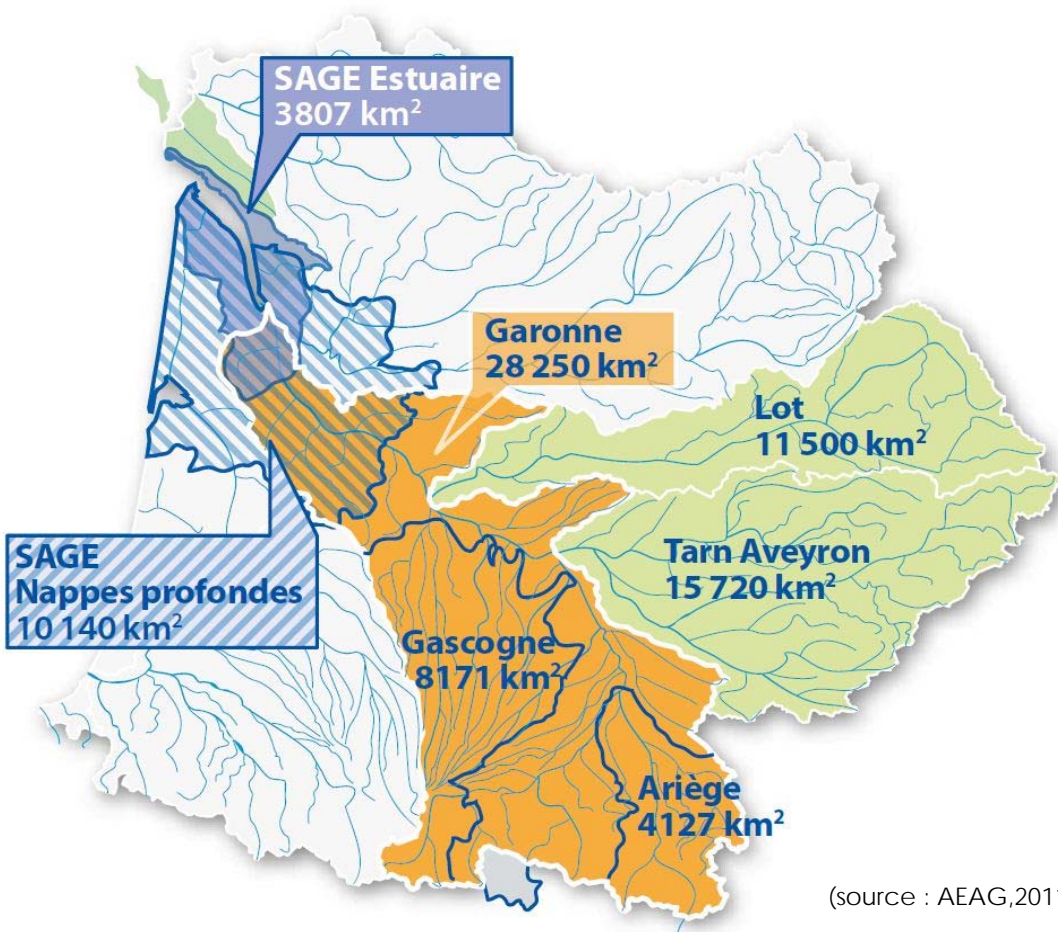 SAGE Estuaire
3807 km²
Garonne
28 250 km²
Lot
11 500 km²
Tarn Aveyron
15 720 km²
SAGE
Nappes profondes
10 140 km²
Gascogne
8171 km²
Ariège
4127 km²
(source : AEAG,2011